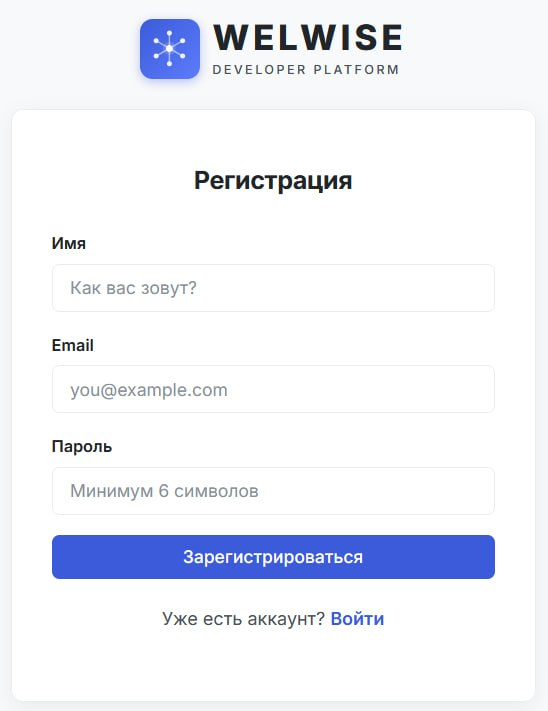 WELWISE
DEVELOPER PLATFORM
Регистрация
Имя
Как вас зовут?
Email
you@example.com
Пароль
Минимум 6 символов
Зарегистрироваться
Уже есть аккаунт? Войти